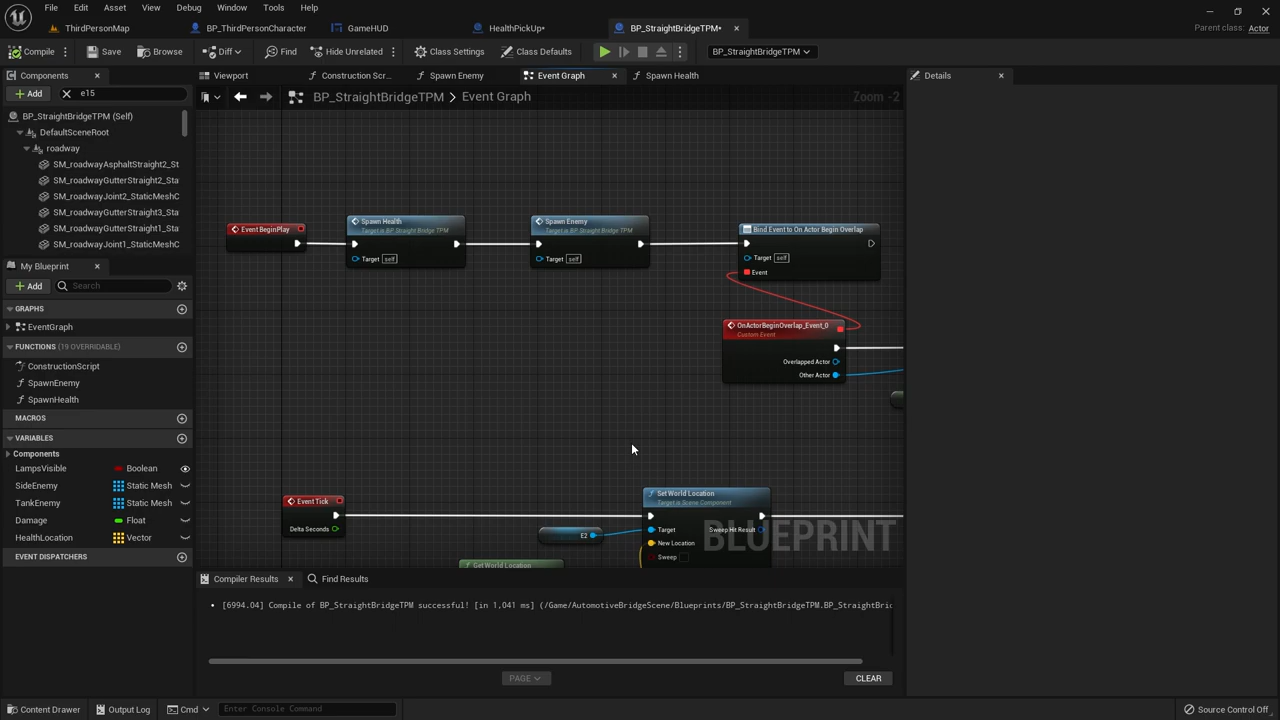 File
Edit
Asset
View
Debug
Window
Tools
Help
ThirdPersonMap
BP_ThirdPersonCharacter
GameHUD
HealthPickUp•
BP_StraightBridgeTPM•
Parent class: Actor
Compile
Save
Browse
Diff
Find
Hide Unrelated
Class Settings
Class Defaults
BP_StraightBridgeTPM
Components
Viewport
Construction Scr...
Spawn Enemy
Event Graph
Spawn Health
Details
Add
e15
BP_StraightBridgeTPM > Event Graph
Zoom -2
BP_StraightBridgeTPM (Self)
DefaultSceneRoot
roadway
SM_roadwayAsphaltStraight2_St
SM_roadwayGutterStraight2_Sta
SM_roadwayJoint2_StaticMeshC
SM_roadwayGutterStraight3_Sta
SM_roadwayGutterStraight1_Sta
SM_roadway joint1_StaticMeshC
My Blueprint
Add
Search
GRAPHS
EventGraph
FUNCTIONS (19 OVERRIDABLE)
ConstructionScript
SpawnEnemy
SpawnHealth
MACROS
VARIABLES
Components
LampsVisible Boolean
SideEnemy Static Mesh
TankEnemy Static Mesh
Damage Float
HealthLocation Vector
EVENT DISPATCHERS
Event BeginPlay
Spawn Health
Target is BP Straight Bridge TPM
Target self
Spawn Enemy
Target is BP Straight Bridge TPM
Target self
Bind Event to On Actor Begin Overlap
Target self
Event
OnActorBeginOverlap_Event_0
Custom Event
Overlapped Actor
Other Actor
Event Tick
Delta Seconds
E2
Get World Location
Set World Location
Target is Scene Component
Target
Sweep Hit Result
New Location
Sweep
BLUEPRINT
Compiler Results
Find Results
• [6994.04] Compile of BP_StraightBridgeTPM successful! [in 1,041 ms] (/Game/AutomotiveBridgeScene/Blueprints/BP_StraightBridgeTPM.BP_StraightBri
PAGE
CLEAR
Content Drawer
Output Log
Cmd
Enter Console Command
Source Control Off